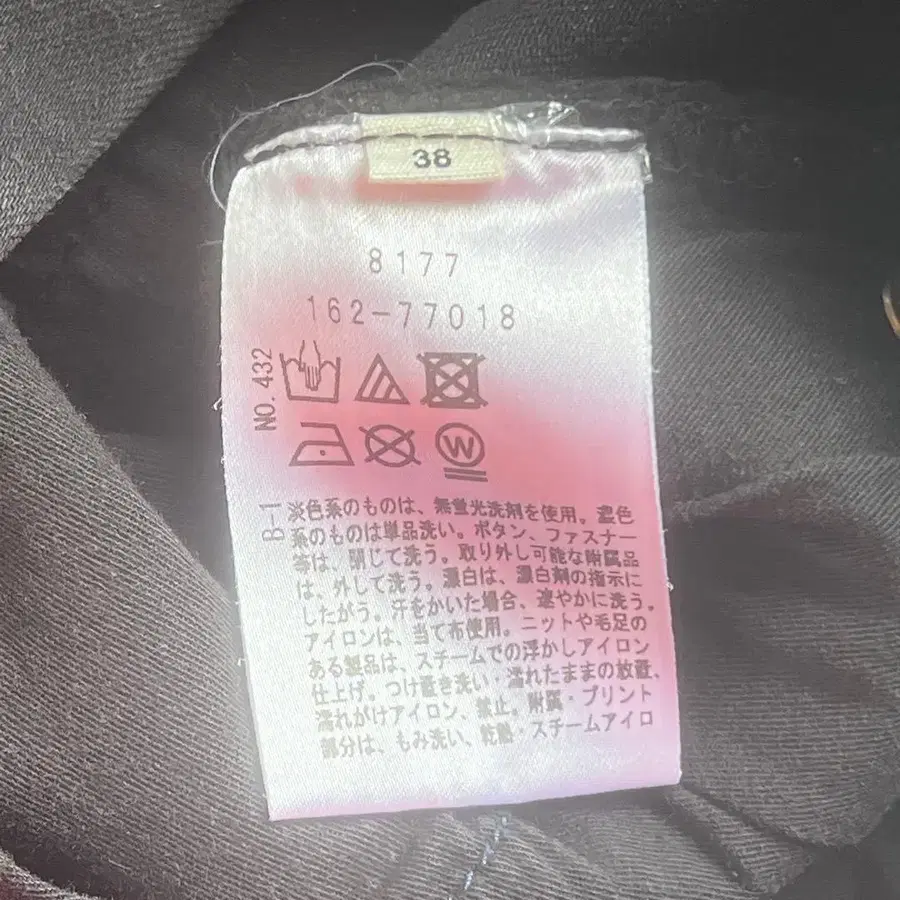 38
8177
162-77018
NO. 432
W
B-1
淡色系のものは、無蛍光洗剤を使用。濃色
系のものは単品洗い。ボタン、ファスナー
等は、閉じて洗う。取り外し可能な附属品
は、外して洗う。漂白は、漂白剤の指示に
したがう。汗をかいた場合、速やかに洗う。
アイロンは、当て布使用。ニットや毛足の
ある製品は、スチームでの浮かしアイロン
仕上げ。つけ置き洗い・濡れたままの放置、
濡れがけアイロン、禁止。附属・プリント
部分は、もみ洗い、乾熱・スチームアイロ